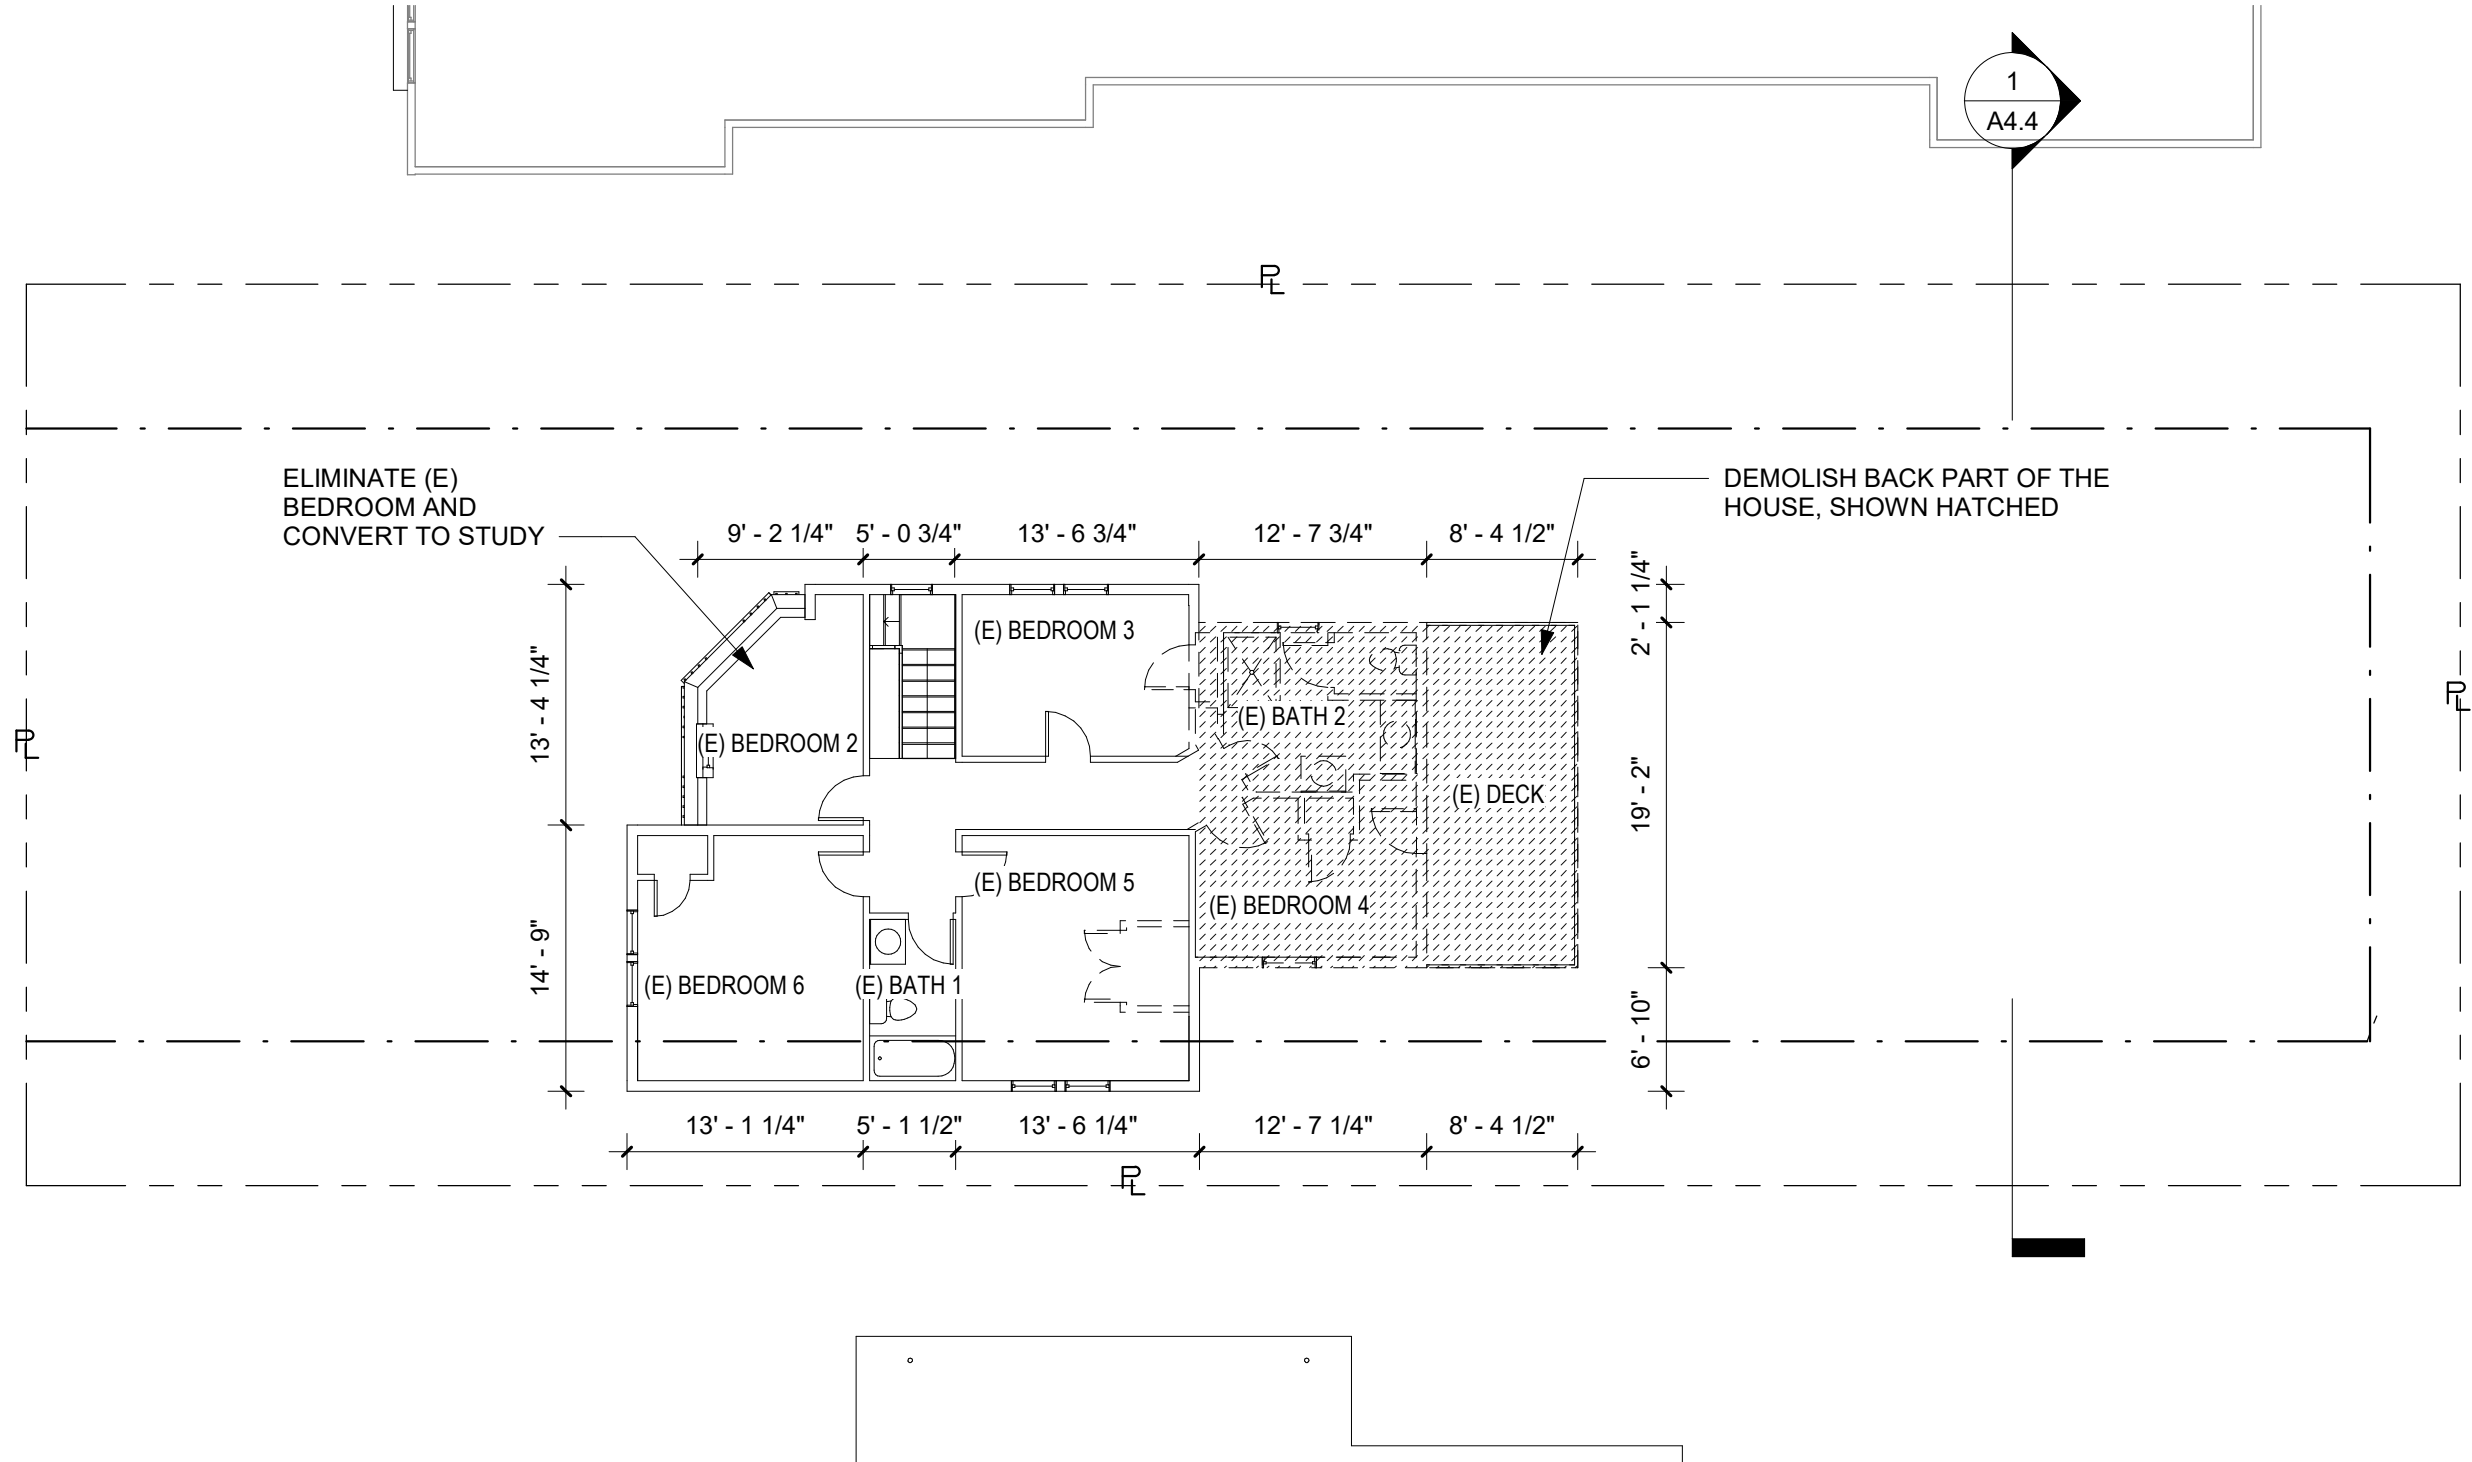 1
A4.4
PL
ELIMINATE (E)
BEDROOM AND
CONVERT TO STUDY
DEMOLISH BACK PART OF THE
HOUSE, SHOWN HATCHED
9' - 2 1/4"
5' - 0 3/4"
13' - 6 3/4"
12' - 7 3/4"
8' - 4 1/2"
2' - 1 1/4"
(E) BEDROOM 3
13' - 4 1/4"
(E) BATH 2
(E) BEDROOM 2
PL
PL
(E) DECK
19' - 2"
(E) BEDROOM 5
(E) BEDROOM 4
14' - 9"
(E) BEDROOM 6
(E) BATH 1
6' - 10"
13' - 1 1/4"
5' - 1 1/2"
13' - 6 1/4"
12' - 7 1/4"
8' - 4 1/2"
PL